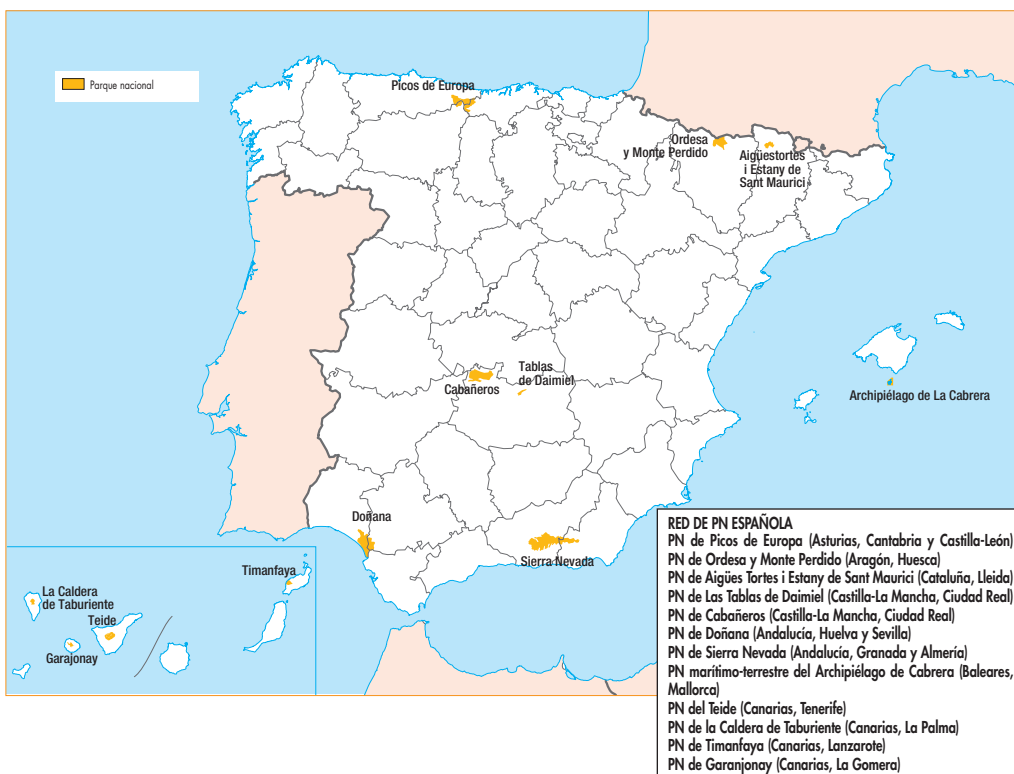 Parque nacional
Picos de Europa
Ordesa
y Monte Perdido
Aigüestortes
i Estany de
Sant Maurici
Tablas
de Daimiel
Cabañeros
Archipiélago de La Cabrera
Doñana
Sierra Nevada
Timanfaya
La Caldera
de Taburiente
Teide
Garajonay
RED DE PN ESPAÑOLA
PN de Picos de Europa (Asturias, Cantabria y Castilla-León)
PN de Ordesa y Monte Perdido (Aragón, Huesca)
PN de Aigües Tortes i Estany de Sant Maurici (Cataluña, Lleida)
PN de Las Tablas de Daimiel (Castilla-La Mancha, Ciudad Real)
PN de Cabañeros (Castilla-La Mancha, Ciudad Real)
PN de Doñana (Andalucía, Huelva y Sevilla)
PN de Sierra Nevada (Andalucía, Granada y Almería)
PN marítimo-terrestre del Archipiélago de Cabrera (Baleares,
Mallorca)
PN del Teide (Canarias, Tenerife)
PN de la Caldera de Taburiente (Canarias, La Palma)
PN de Timanfaya (Canarias, Lanzarote)
PN de Garanjonay (Canarias, La Gomera)